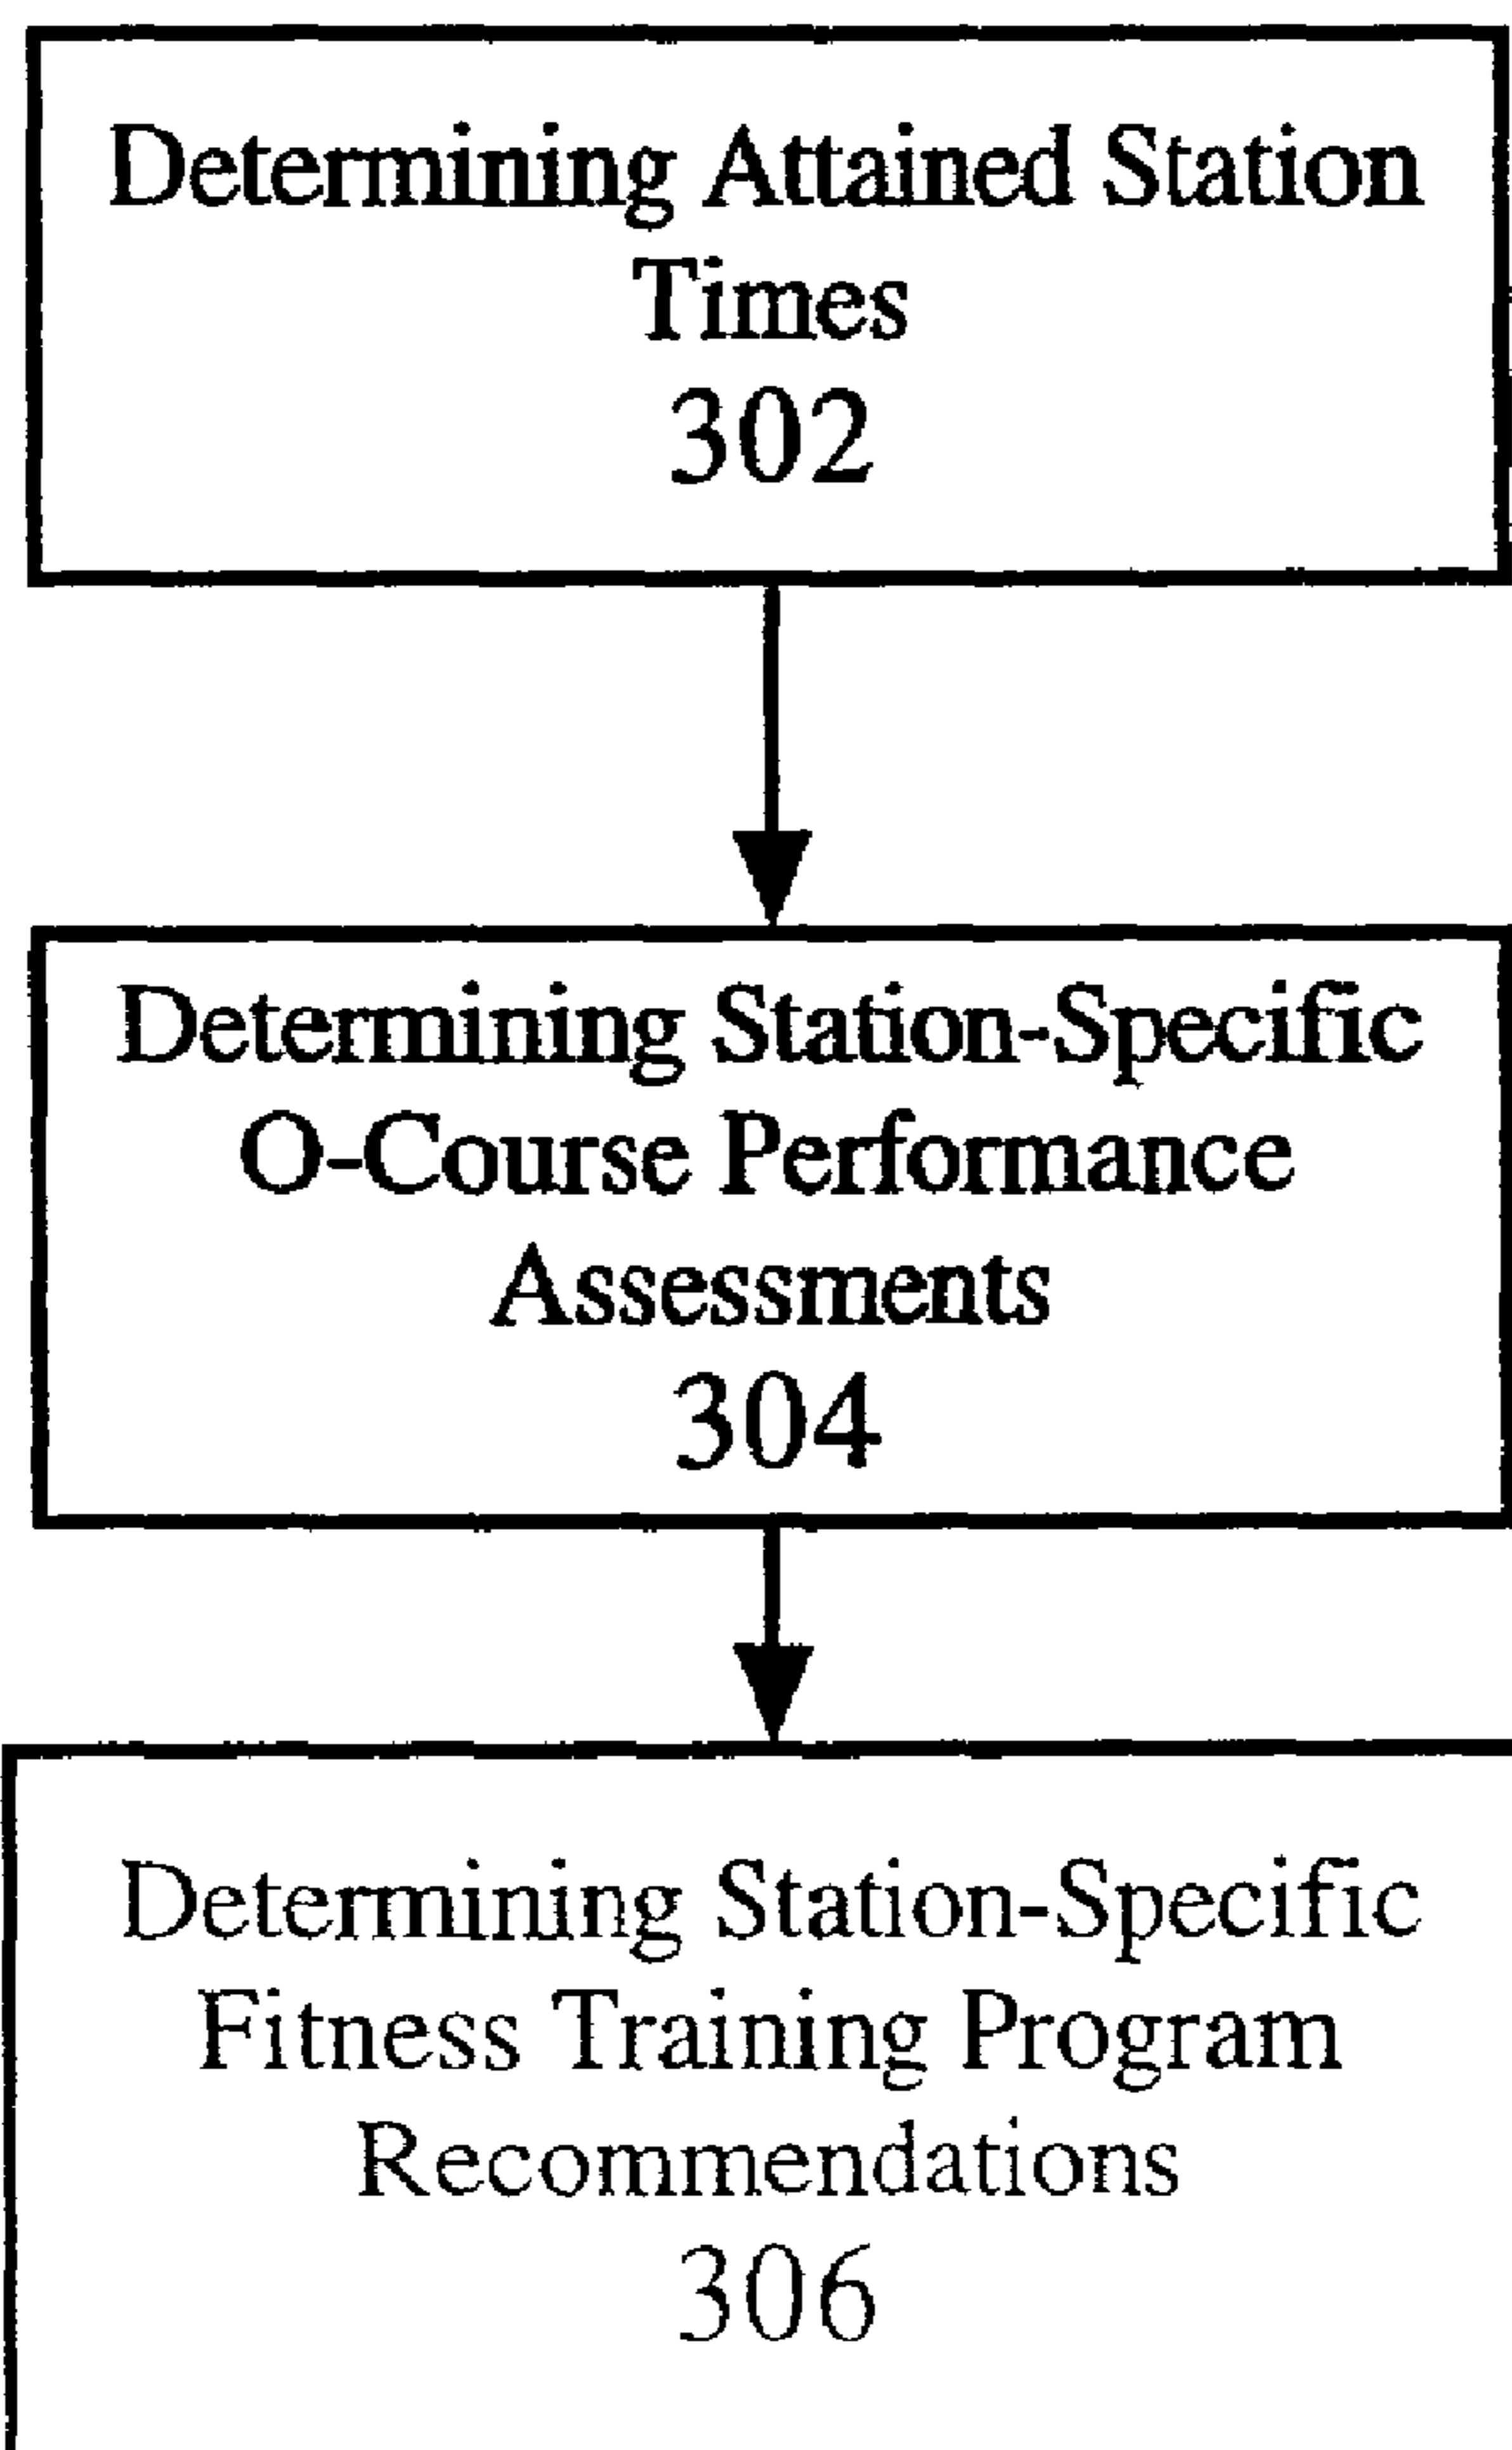 Determining Attained Station
Times
302
Determining Station-Specific
O-Course Performance
Assessments
304
Determining Station-Specific
Fitness Training Program
Recommendations
306